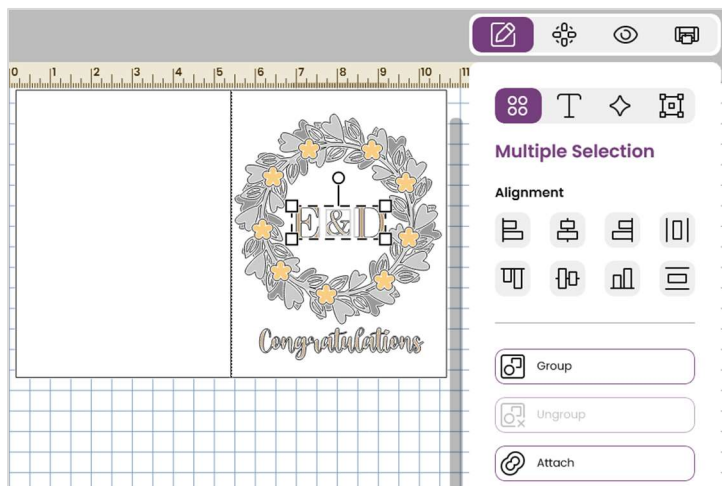 0 1 2 3 4 5 6 7 8 9 10 11
Multiple Selection
Alignment
E & D
Congratulations
Group
Ungroup
Attach